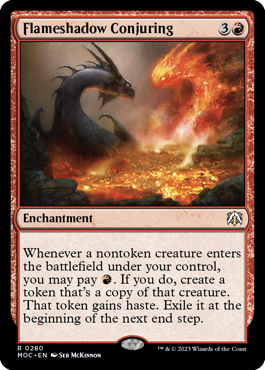 Flameshadow Conjuring 3
Enchantment
Whenever a nontoken creature enters
the battlefield under your control,
you may pay . If you do, create a
token that's a copy of that creature.
That token gains haste. Exile it at the
beginning of the next end step.
R 0280
MOC • EN SEB MCKINNON ™ & © 2023 Wizards of the Coast